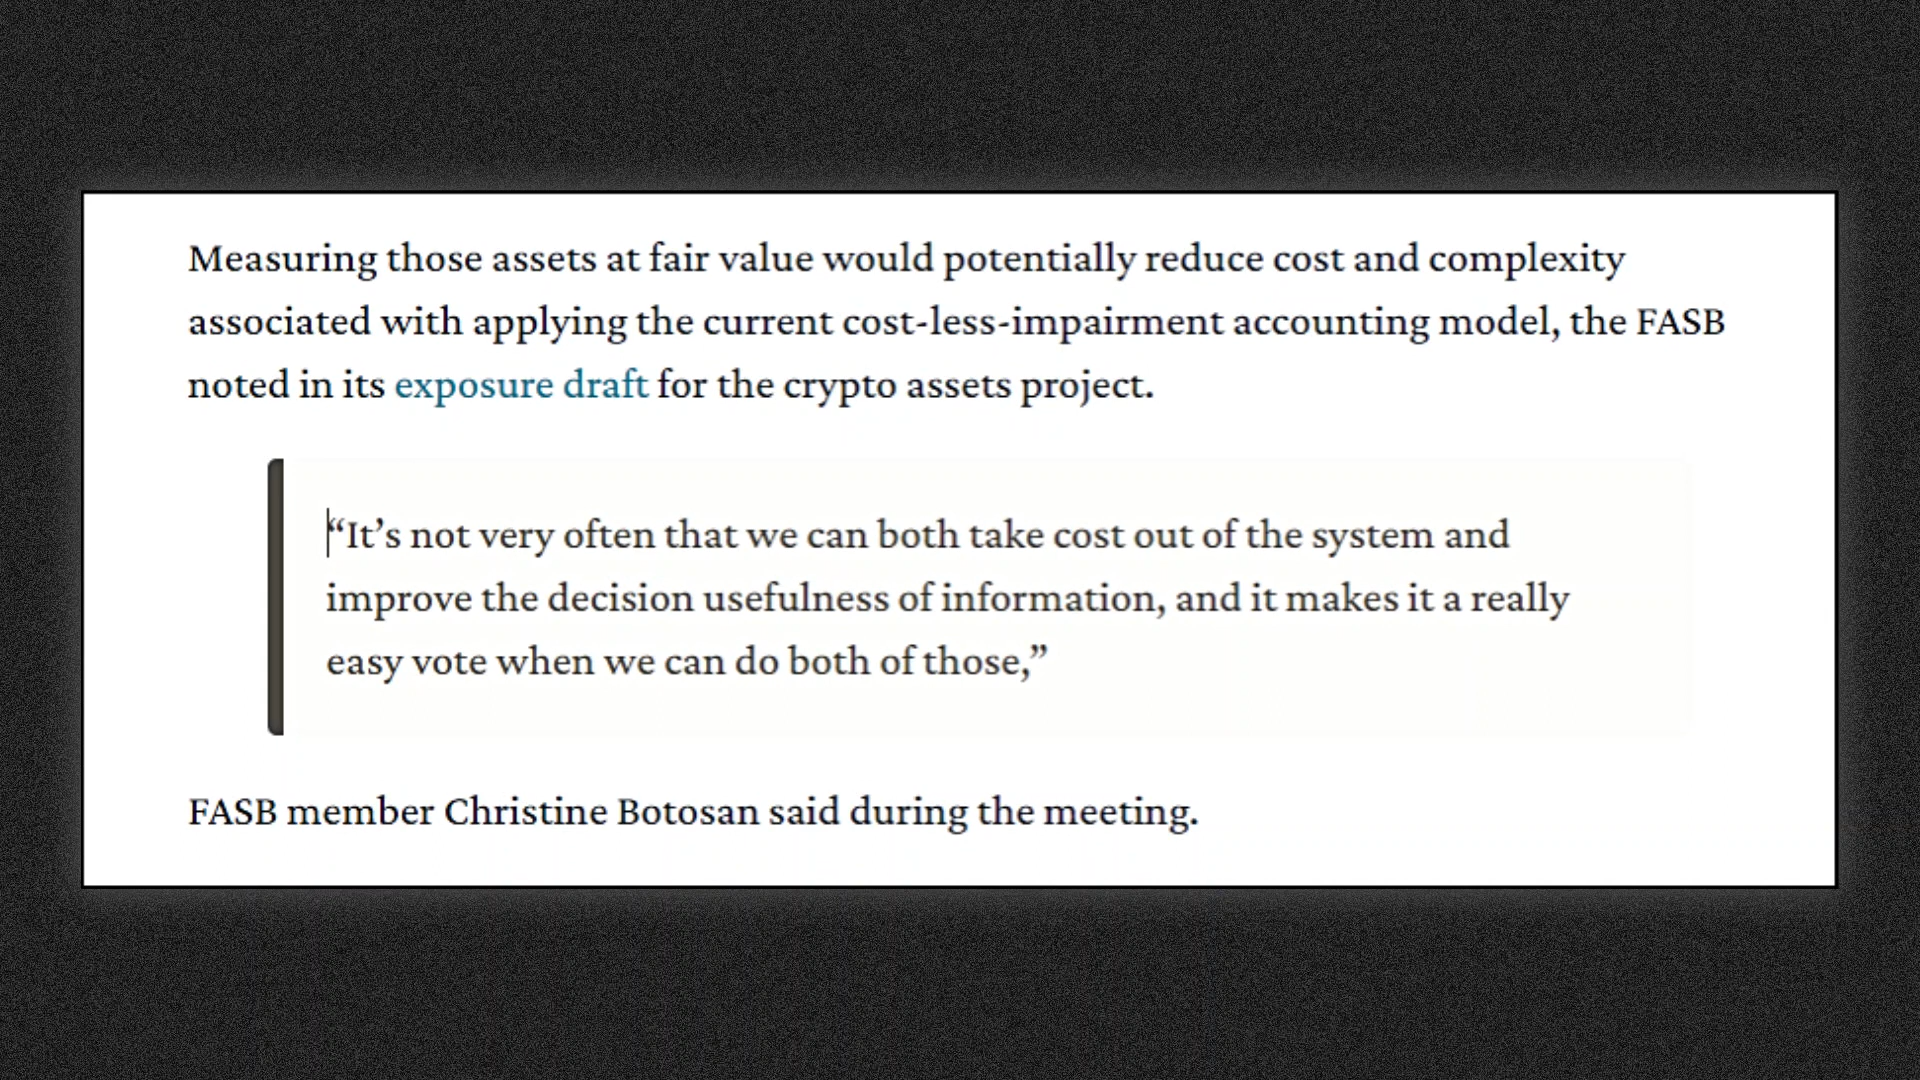 Measuring those assets at fair value would potentially reduce cost and complexity
associated with applying the current cost-less-impairment accounting model, the FASB
noted in its exposure draft for the crypto assets project.
“It’s not very often that we can both take cost out of the system and
improve the decision usefulness of information, and it makes it a really
easy vote when we can do both of those,”
FASB member Christine Botosan said during the meeting.